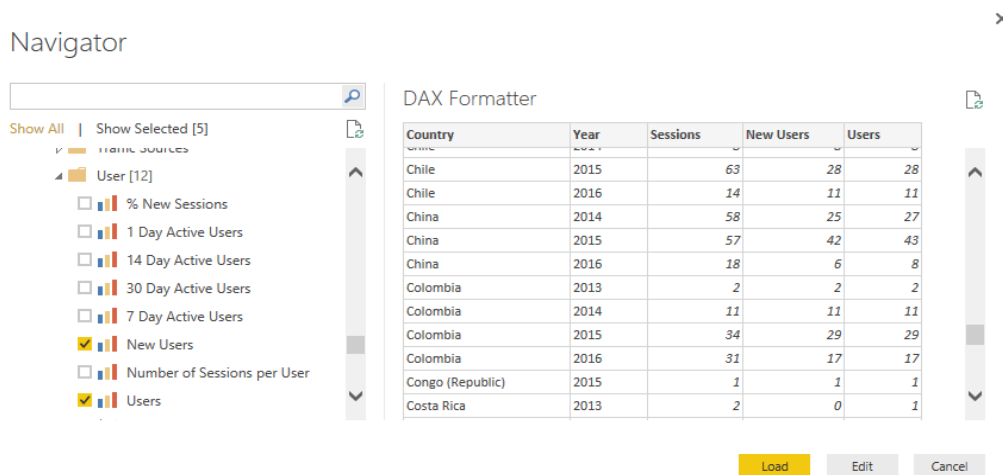 Navigator
Show All | Show Selected [5]
Traffic Sources
User [12]
% New Sessions
1 Day Active Users
14 Day Active Users
30 Day Active Users
7 Day Active Users
New Users
Number of Sessions per User
Users
DAX Formatter
Country Year Sessions New Users Users
Chile 2015 63 28 28
Chile 2016 14 11 11
China 2014 58 25 27
China 2015 57 42 43
China 2016 18 6 8
Colombia 2013 2 2 2
Colombia 2014 11 11 11
Colombia 2015 34 29 29
Colombia 2016 31 17 17
Congo (Republic) 2015 1 1 1
Costa Rica 2013 2 0 1
Load Edit Cancel